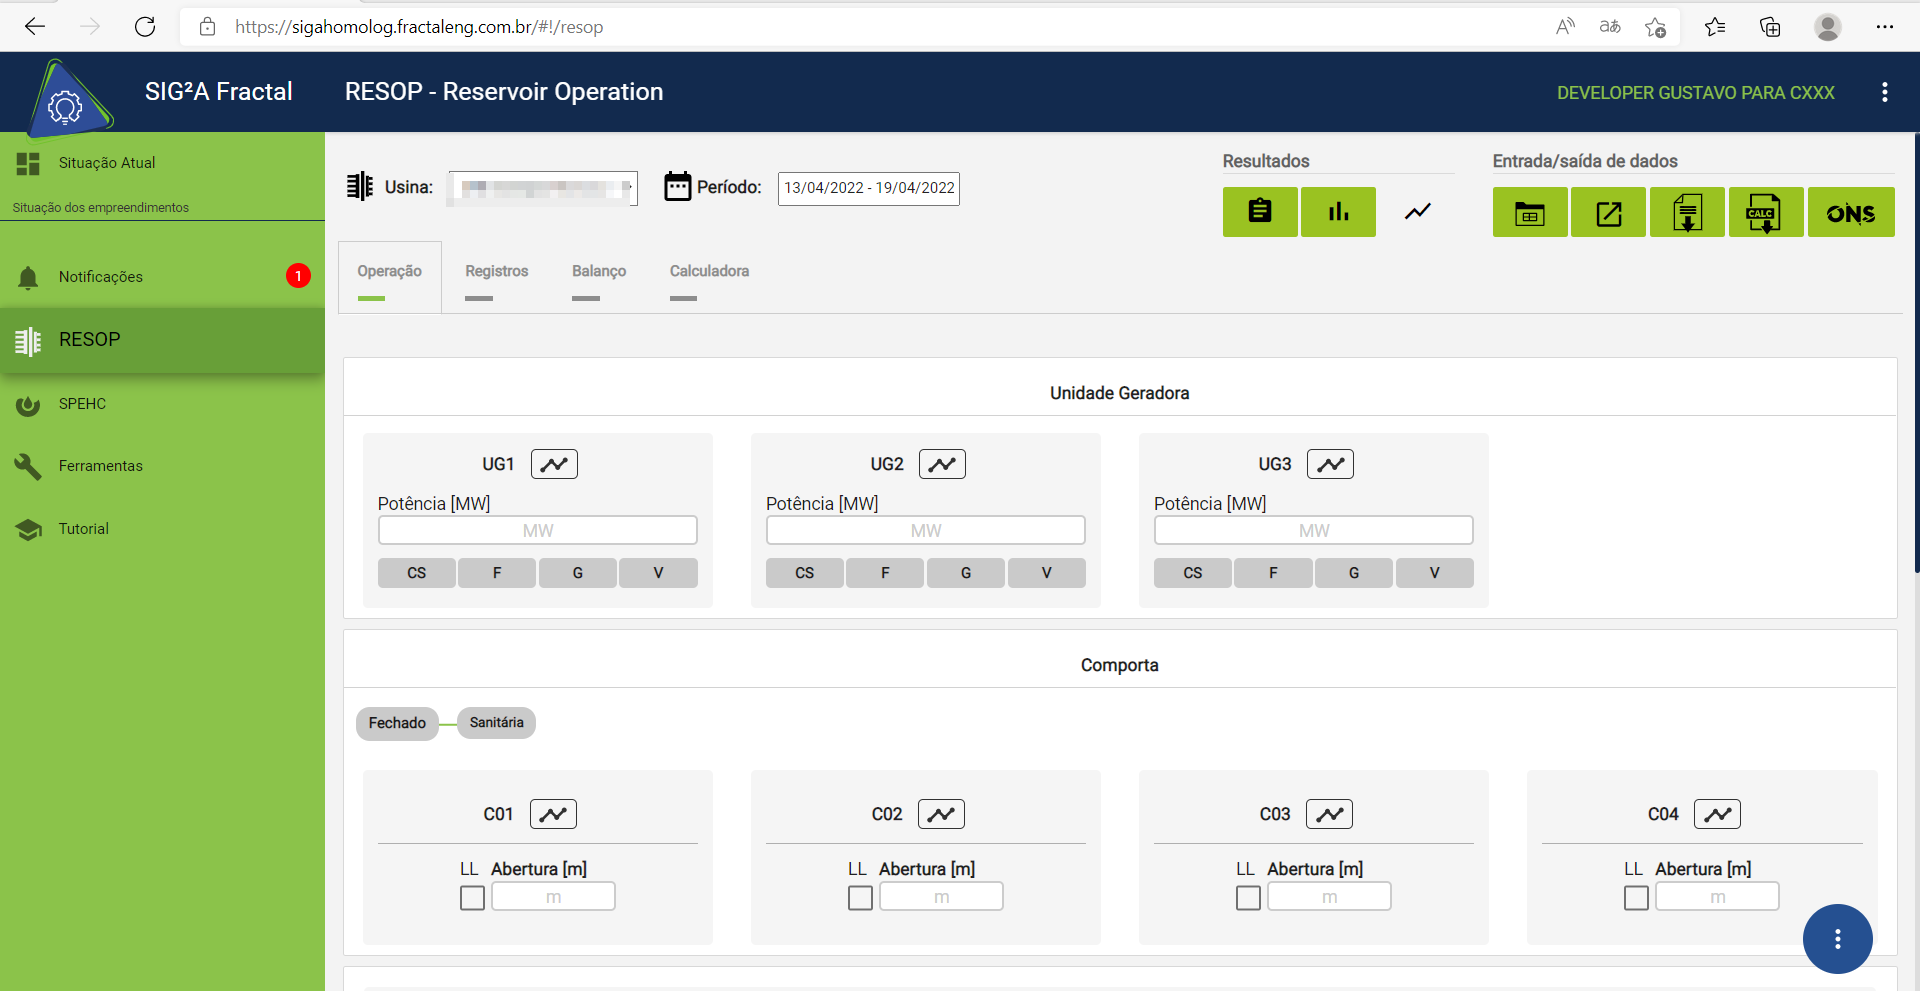 https://sigahomolog.fractaleng.com.br/#!/resop
SIG²A Fractal
RESOP - Reservoir Operation
DEVELOPER GUSTAVO PARA CXXX
Situação Atual
Situação dos empreendimentos
Notificações
1
RESOP
SPEHC
Ferramentas
Tutorial
Usina:
Período:
13/04/2022 - 19/04/2022
Resultados
Entrada/saída de dados
CALC
ONS
Operação
Registros
Balanço
Calculadora
Unidade Geradora
UG1
Potência [MW]
MW
CS F G V
UG2
Potência [MW]
MW
CS F G V
UG3
Potência [MW]
MW
CS F G V
Comporta
Fechado
Sanitária
C01
LL Abertura [m]
m
C02
LL Abertura [m]
m
C03
LL Abertura [m]
m
C04
LL Abertura [m]
m